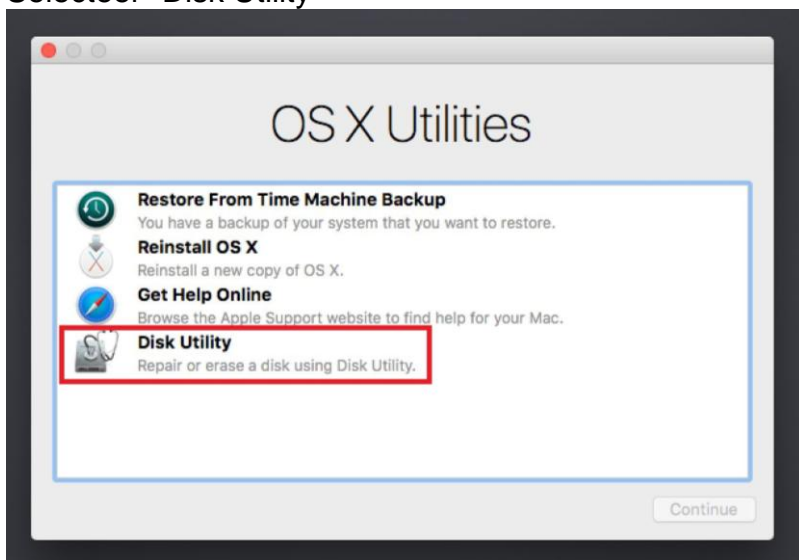 OS X Utilities
Restore From Time Machine Backup
You have a backup of your system that you want to restore.
Reinstall OS X
Reinstall a new copy of OS X.
Get Help Online
Browse the Apple Support website to find help for your Mac.
Disk Utility
Repair or erase a disk using Disk Utility.
Continue